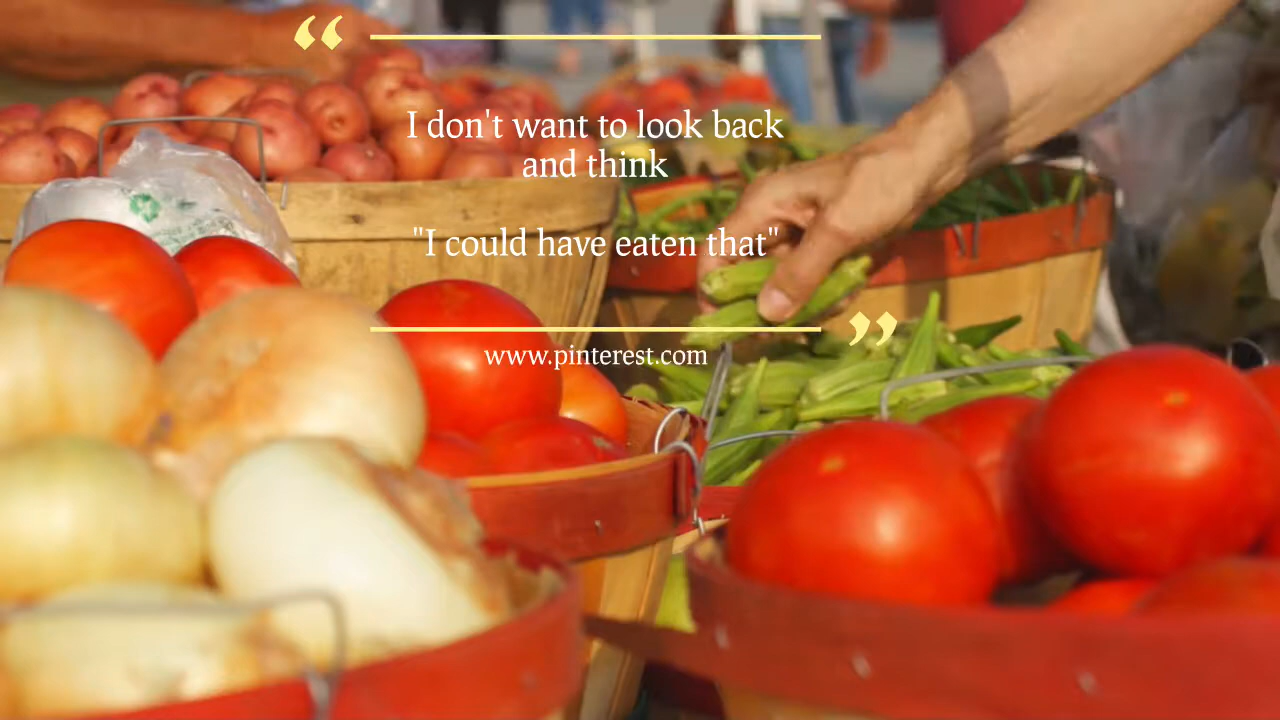 I don't want to look back
and think
"I could have eaten that"
www.pinterest.com